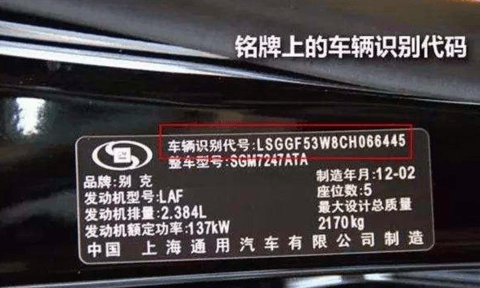 铭牌上的车辆识别代码
车辆识别代号:LSGGF53W8CH066445
整车型号:SGM7247ATA
品牌:别克
制造年月:12-02
发动机型号:LAF
座位数:5
发动机排量:2.384L
最大设计总质量
发动机额定功率:137kW
2170kg
中国 上海通用汽车有限公司制造